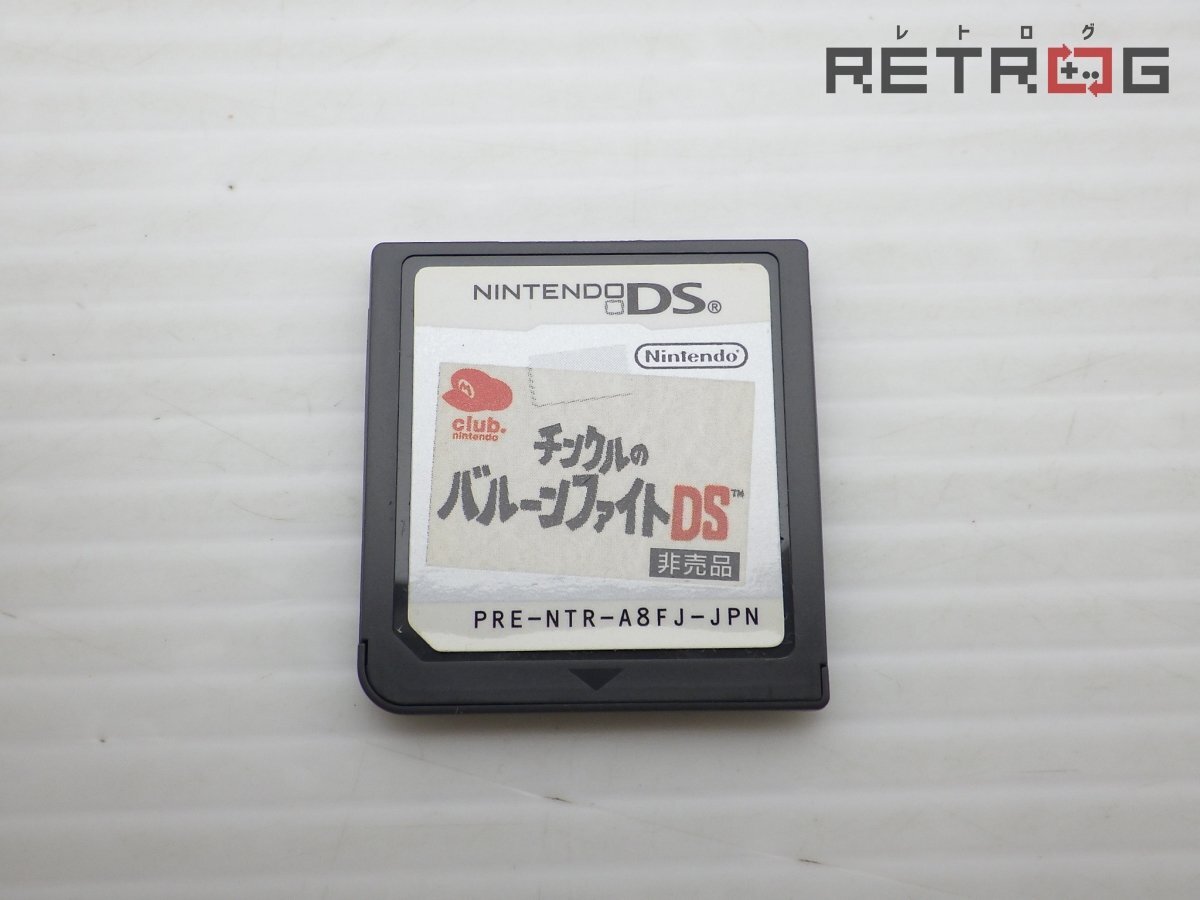 レトログ
RETROG
NINTENDO DS®
Nintendo®
M
club.
nintendo
チンクルの
バルーンファイトDS™
非売品
PRE-NTR-A8FJ-JPN